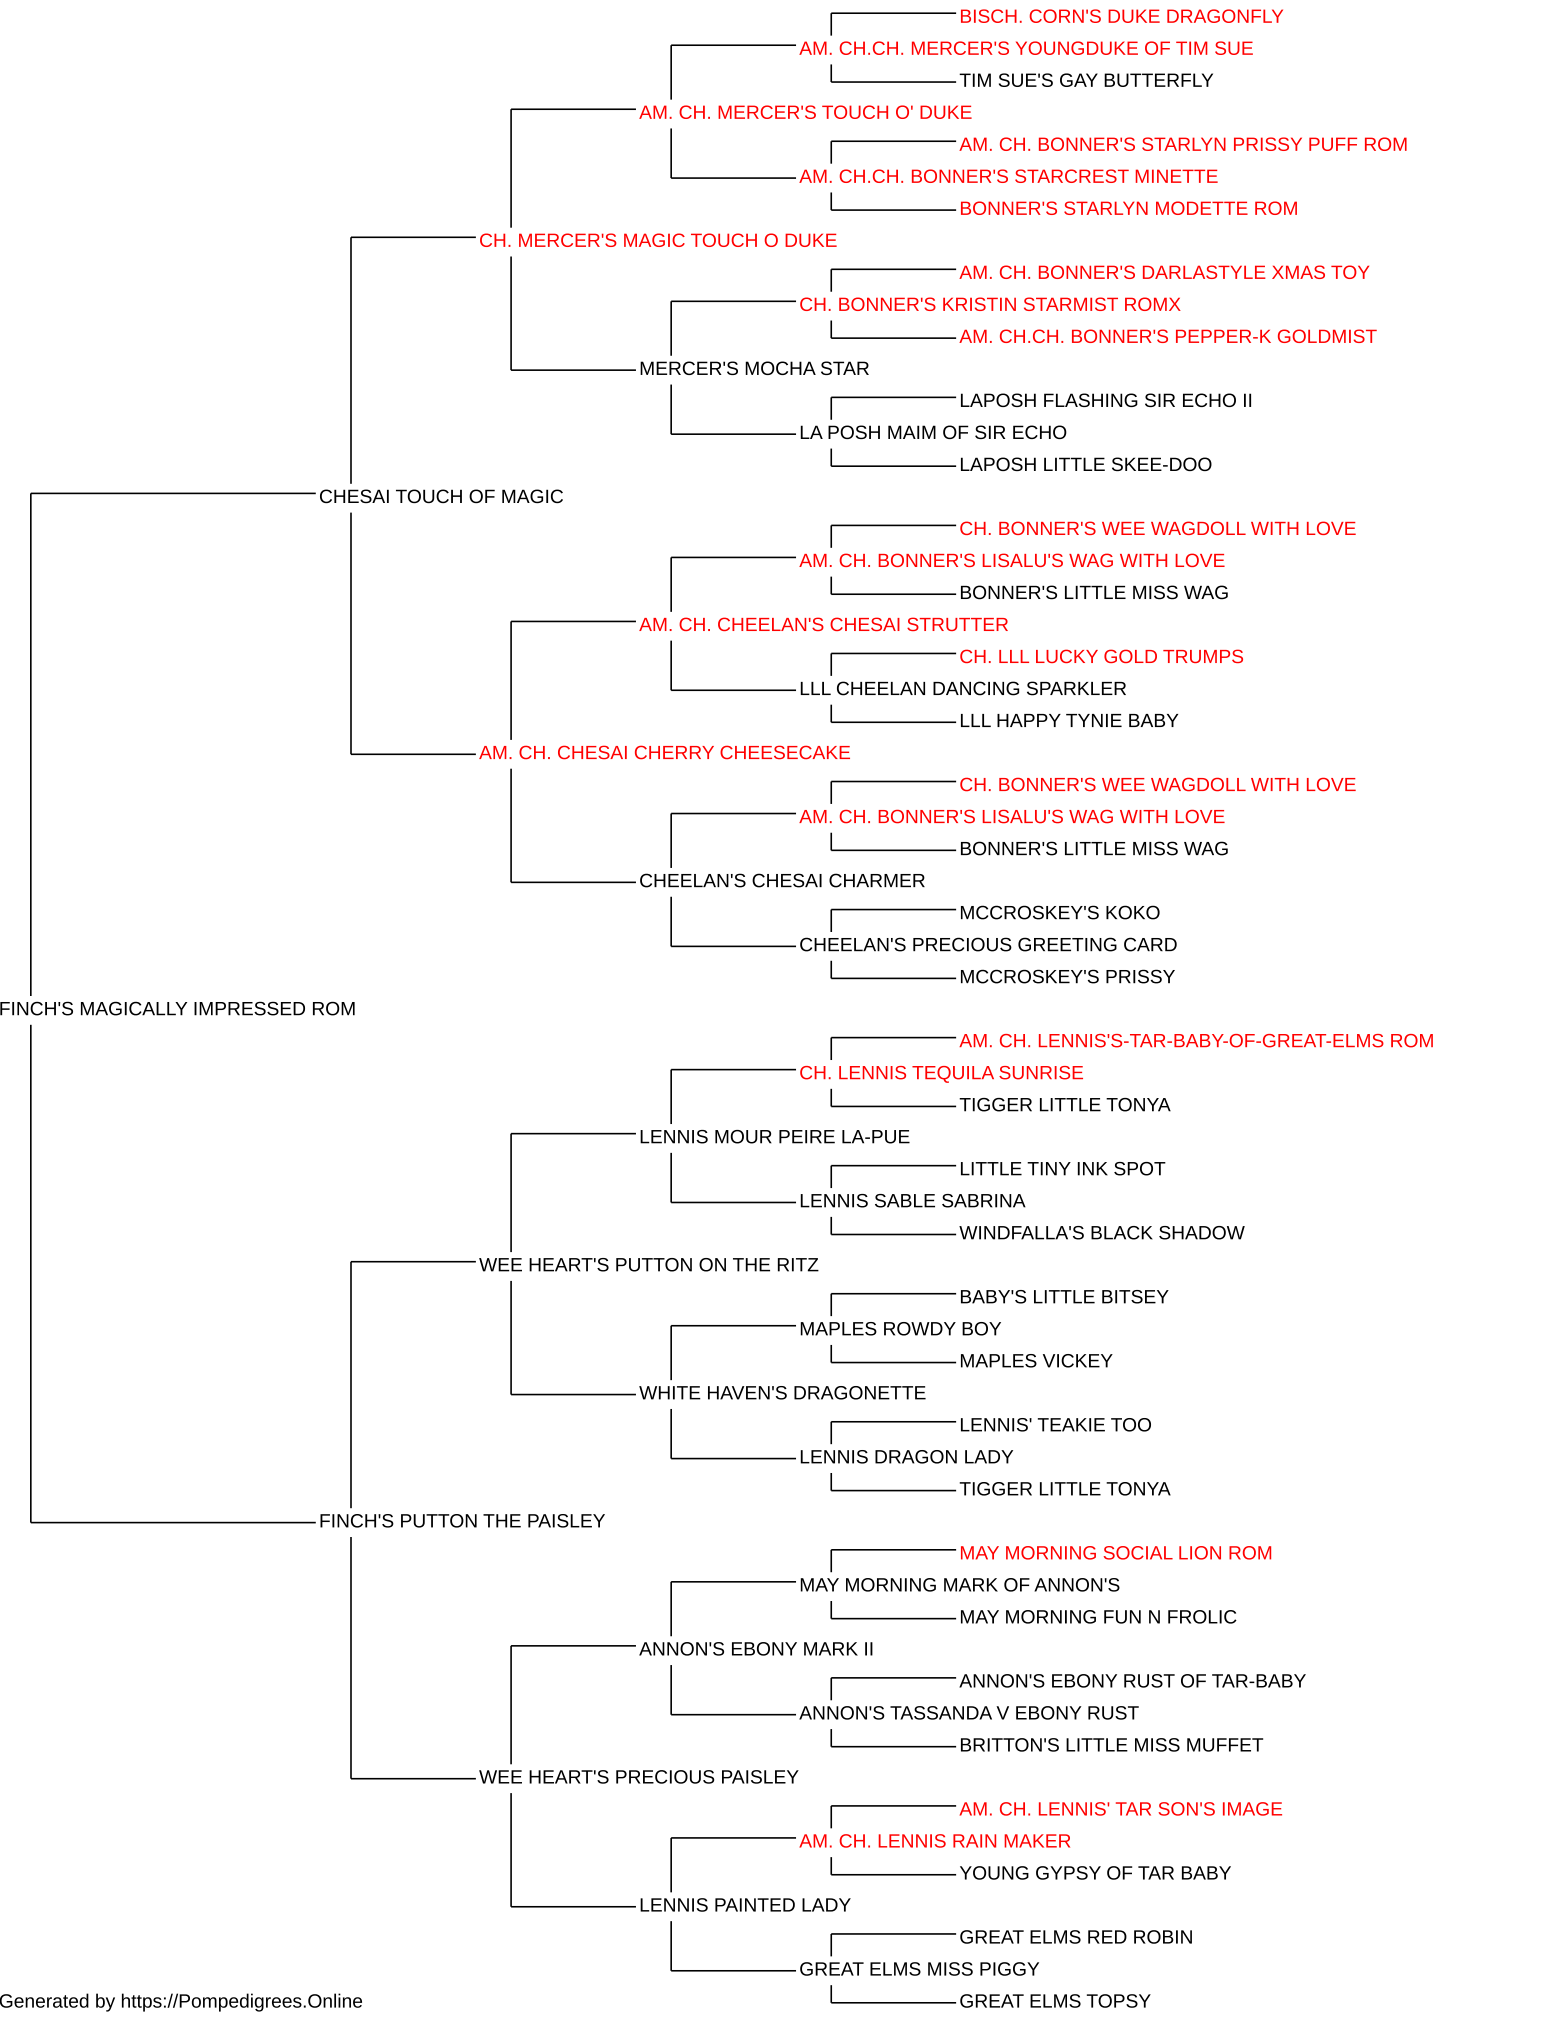 BISCH. CORN'S DUKE DRAGONFLY
AM. CH.CH. MERCER'S YOUNGDUKE OF TIM SUE
TIM SUE'S GAY BUTTERFLY
AM. CH. MERCER'S TOUCH O' DUKE
AM. CH. BONNER'S STARLYN PRISSY PUFF ROM
AM. CH.CH. BONNER'S STARCREST MINETTE
BONNER'S STARLYN MODETTE ROM
CH. MERCER'S MAGIC TOUCH O DUKE
AM. CH. BONNER'S DARLASTYLE XMAS TOY
CH. BONNER'S KRISTIN STARMIST ROMX
AM. CH.CH. BONNER'S PEPPER-K GOLDMIST
MERCER'S MOCHA STAR
LAPOSH FLASHING SIR ECHO II
LA POSH MAIM OF SIR ECHO
LAPOSH LITTLE SKEE-DOO
CHESAI TOUCH OF MAGIC
CH. BONNER'S WEE WAGDOLL WITH LOVE
AM. CH. BONNER'S LISALU'S WAG WITH LOVE
BONNER'S LITTLE MISS WAG
AM. CH. CHEELAN'S CHESAI STRUTTER
CH. LLL LUCKY GOLD TRUMPS
LLL CHEELAN DANCING SPARKLER
LLL HAPPY TYNIE BABY
AM. CH. CHESAI CHERRY CHEESECAKE
CH. BONNER'S WEE WAGDOLL WITH LOVE
AM. CH. BONNER'S LISALU'S WAG WITH LOVE
BONNER'S LITTLE MISS WAG
CHEELAN'S CHESAI CHARMER
MCCROSKEY'S KOKO
CHEELAN'S PRECIOUS GREETING CARD
MCCROSKEY'S PRISSY
FINCH'S MAGICALLY IMPRESSED ROM
AM. CH. LENNIS'S-TAR-BABY-OF-GREAT-ELMS ROM
CH. LENNIS TEQUILA SUNRISE
TIGGER LITTLE TONYA
LENNIS MOUR PEIRE LA-PUE
LITTLE TINY INK SPOT
LENNIS SABLE SABRINA
WINDFALLA'S BLACK SHADOW
WEE HEART'S PUTTON ON THE RITZ
BABY'S LITTLE BITSEY
MAPLES ROWDY BOY
MAPLES VICKEY
WHITE HAVEN'S DRAGONETTE
LENNIS' TEAKIE TOO
LENNIS DRAGON LADY
TIGGER LITTLE TONYA
FINCH'S PUTTON THE PAISLEY
MAY MORNING SOCIAL LION ROM
MAY MORNING MARK OF ANNON'S
MAY MORNING FUN N FROLIC
ANNON'S EBONY MARK II
ANNON'S EBONY RUST OF TAR-BABY
ANNON'S TASSANDA V EBONY RUST
BRITTON'S LITTLE MISS MUFFET
WEE HEART'S PRECIOUS PAISLEY
AM. CH. LENNIS' TAR SON'S IMAGE
AM. CH. LENNIS RAIN MAKER
YOUNG GYPSY OF TAR BABY
LENNIS PAINTED LADY
GREAT ELMS RED ROBIN
GREAT ELMS MISS PIGGY
GREAT ELMS TOPSY
Generated by https://Pompedigrees.Online